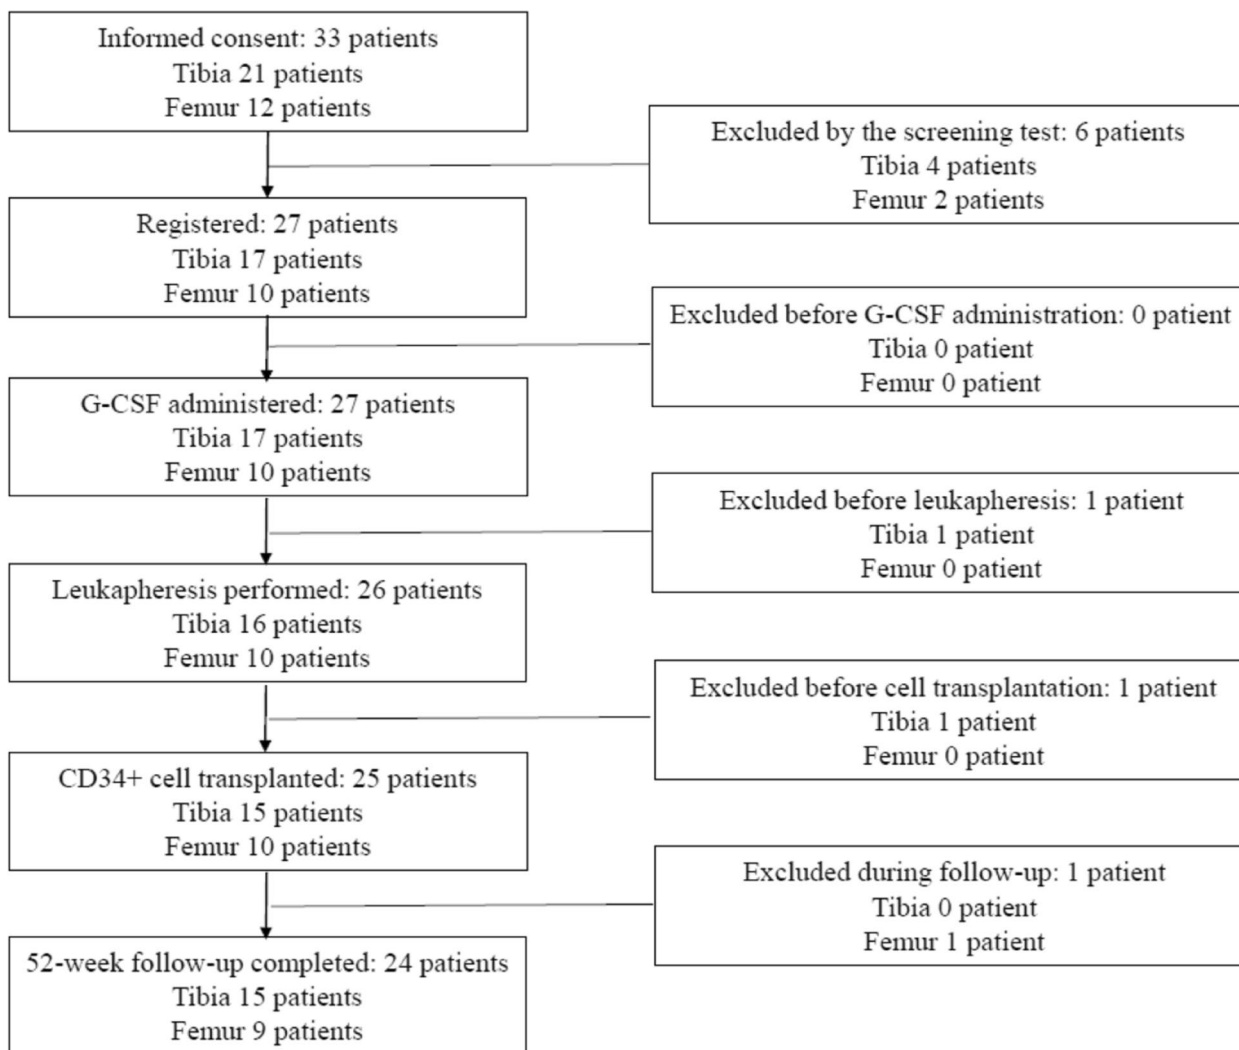 Informed consent: 33 patients
Tibia 21 patients
Femur 12 patients
Excluded by the screening test: 6 patients
Tibia 4 patients
Femur 2 patients
Registered: 27 patients
Tibia 17 patients
Femur 10 patients
Excluded before G-CSF administration: 0 patient
Tibia 0 patient
Femur 0 patient
G-CSF administered: 27 patients
Tibia 17 patients
Femur 10 patients
Excluded before leukapheresis: 1 patient
Tibia 1 patient
Femur 0 patient
Leukapheresis performed: 26 patients
Tibia 16 patients
Femur 10 patients
Excluded before cell transplantation: 1 patient
Tibia 1 patient
Femur 0 patient
CD34+ cell transplanted: 25 patients
Tibia 15 patients
Femur 10 patients
Excluded during follow-up: 1 patient
Tibia 0 patient
Femur 1 patient
52-week follow-up completed: 24 patients
Tibia 15 patients
Femur 9 patients